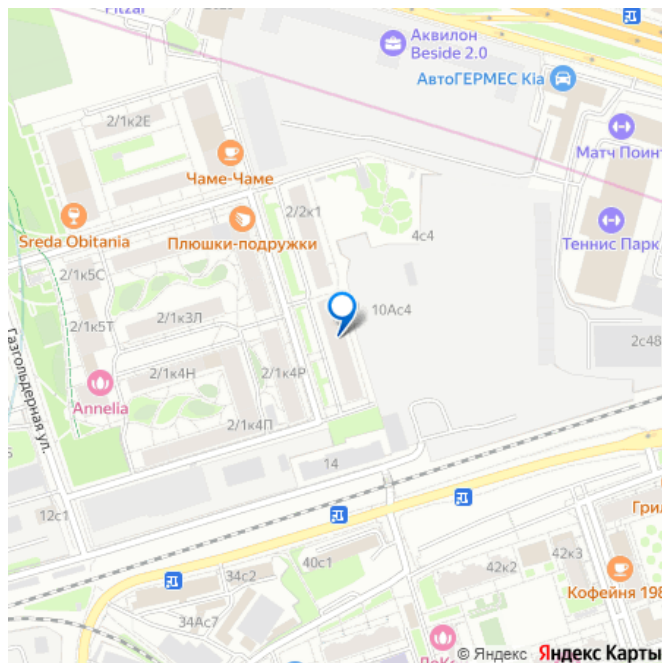 Аквилон
Beside 2.0
АвтоГЕРМЕС Kia
2/1к2Е
Матч Поинт
Чаме-Чаме
2/2к1
Sreda Obitania
Плюшки-подружки
4с4
Теннис Парк
2/1к5С
10Ас4
2/1к3Л
2/1к5Т
2с48
Газгольдерная ул.
2/1к4Н
2/1к4Р
Annelia
2/1к4П
14
12с1
Грил
40с1
42к3
34с2
42к2
Кофейня 198
34Ас7
© Яндекс Яндекс Карты